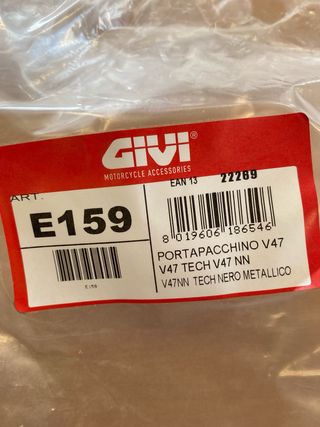 GIVI®
MOTORCYCLE ACCESSORIES
ART.
E159
E159
EAN 13 22269
8 019606 186546
PORTAPACCHINO V47
V47 TECH V47 NN
V47NN TECH NERO METALLICO